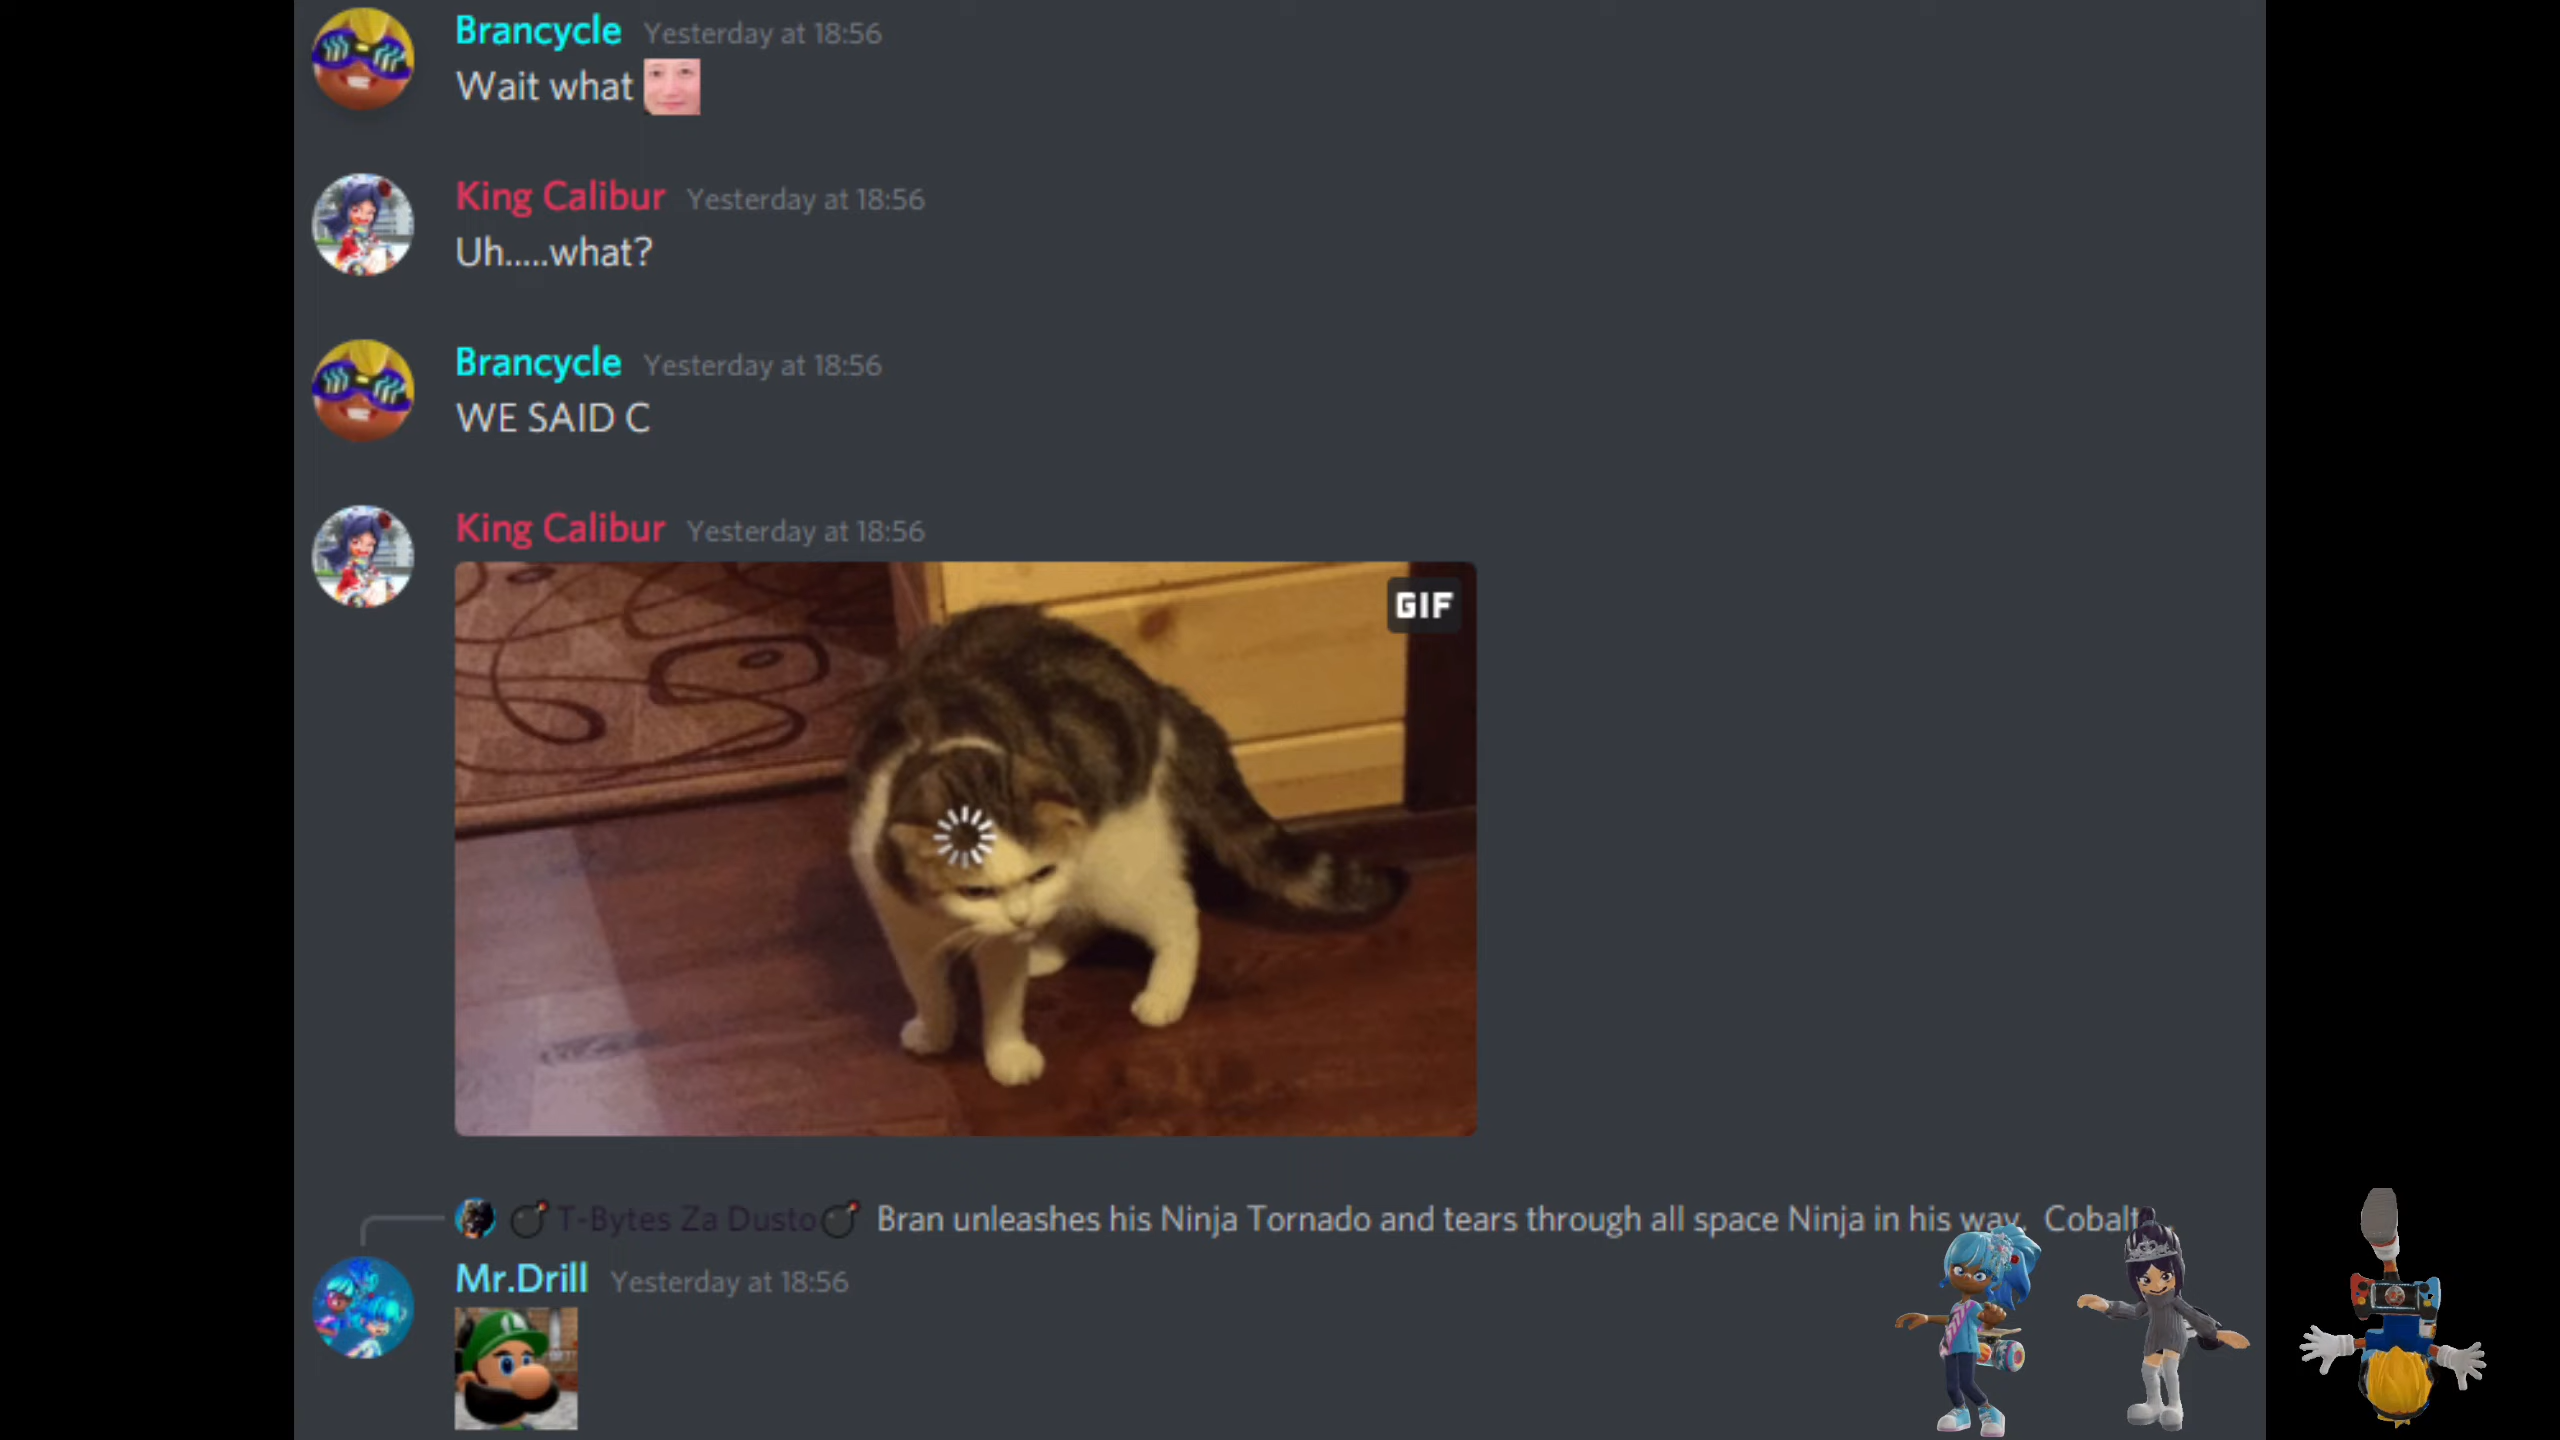 Brancycle Yesterday at 18:56
Wait what
King Calibur Yesterday at 18:56
Uh.....what?
Brancycle Yesterday at 18:56
WE SAID C
King Calibur Yesterday at 18:56
GIF
T-Bytes Za Dusto Bran unleashes his Ninja Tornado and tears through all space Ninja in his way. Cobalt
Mr.Drill Yesterday at 18:56
L